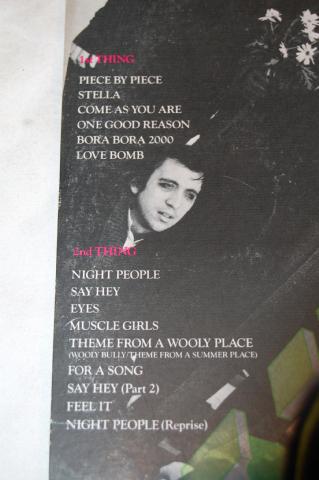 1st THING
PIECE BY PIECE
STELLA
COME AS YOU ARE
ONE GOOD REASON
BORA BORA 2000
LOVE BOMB
2nd THING
NIGHT PEOPLE
SAY HEY
EYES
MUSCLE GIRLS
THEME FROM A WOOLY PLACE
(WOOLY BULLY/THEME FROM A SUMMER PLACE)
FOR A SONG
SAY HEY (Part 2)
FEEL IT
NIGHT PEOPLE (Reprise)